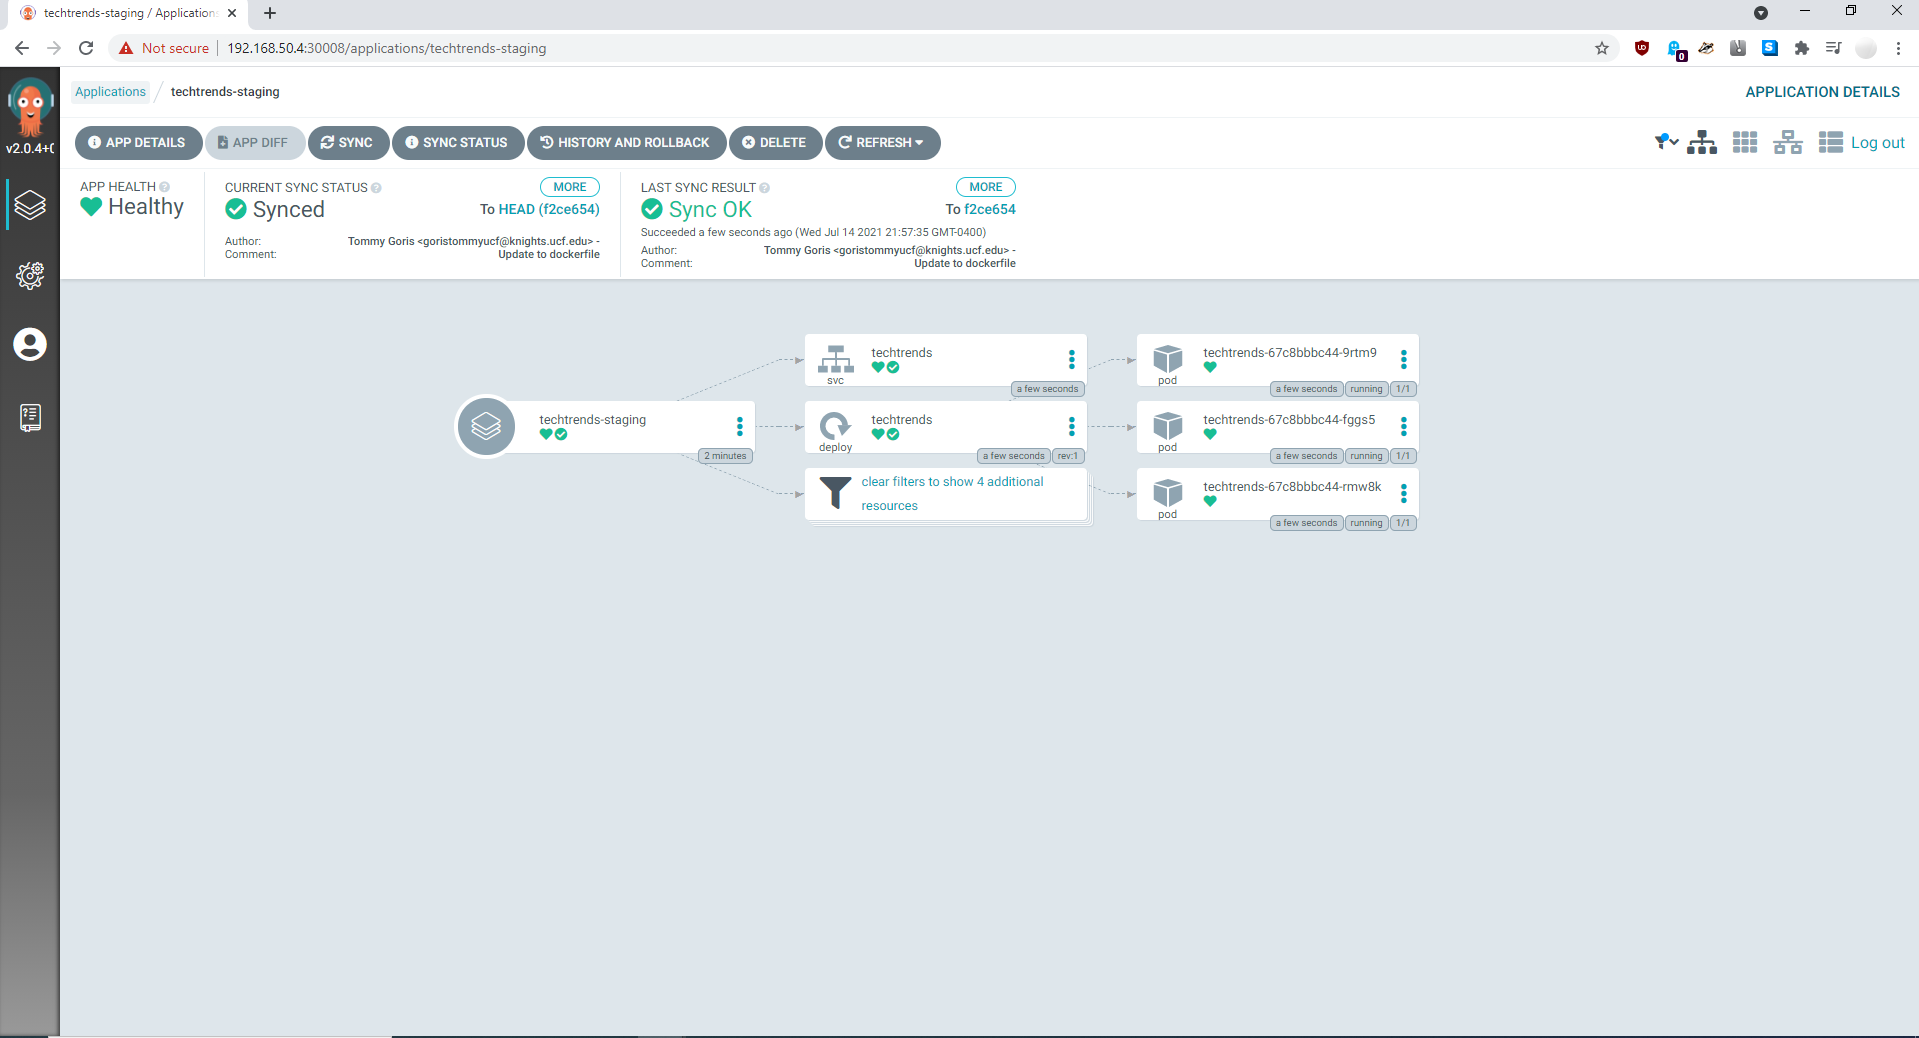 techtrends-staging / Application
Not secure
192.168.50.4:30008/applications/techtrends-staging
0
v2.0.4+0
Applications / techtrends-staging
APPLICATION DETAILS
APP DETAILS
APP DIFF
SYNC
SYNC STATUS
HISTORY AND ROLLBACK
DELETE
REFRESH
Log out
APP HEALTH
Healthy
CURRENT SYNC STATUS
MORE
Synced
To HEAD (f2ce654)
Author: Tommy Goris <goristommyucf@knights.ucf.edu> -
Comment: Update to dockerfile
LAST SYNC RESULT
MORE
Sync OK
To f2ce654
Succeeded a few seconds ago (Wed Jul 14 2021 21:57:35 GMT-0400)
Author: Tommy Goris <goristommyucf@knights.ucf.edu> -
Comment: Update to dockerfile
techtrends-staging
2 minutes
techtrends
svc
a few seconds
techtrends
deploy
a few seconds
rev:1
clear filters to show 4 additional
resources
techtrends-67c8bbbc44-9rtm9
pod
a few seconds
running
1/1
techtrends-67c8bbbc44-fggs5
pod
a few seconds
running
1/1
techtrends-67c8bbbc44-rmw8k
pod
a few seconds
running
1/1